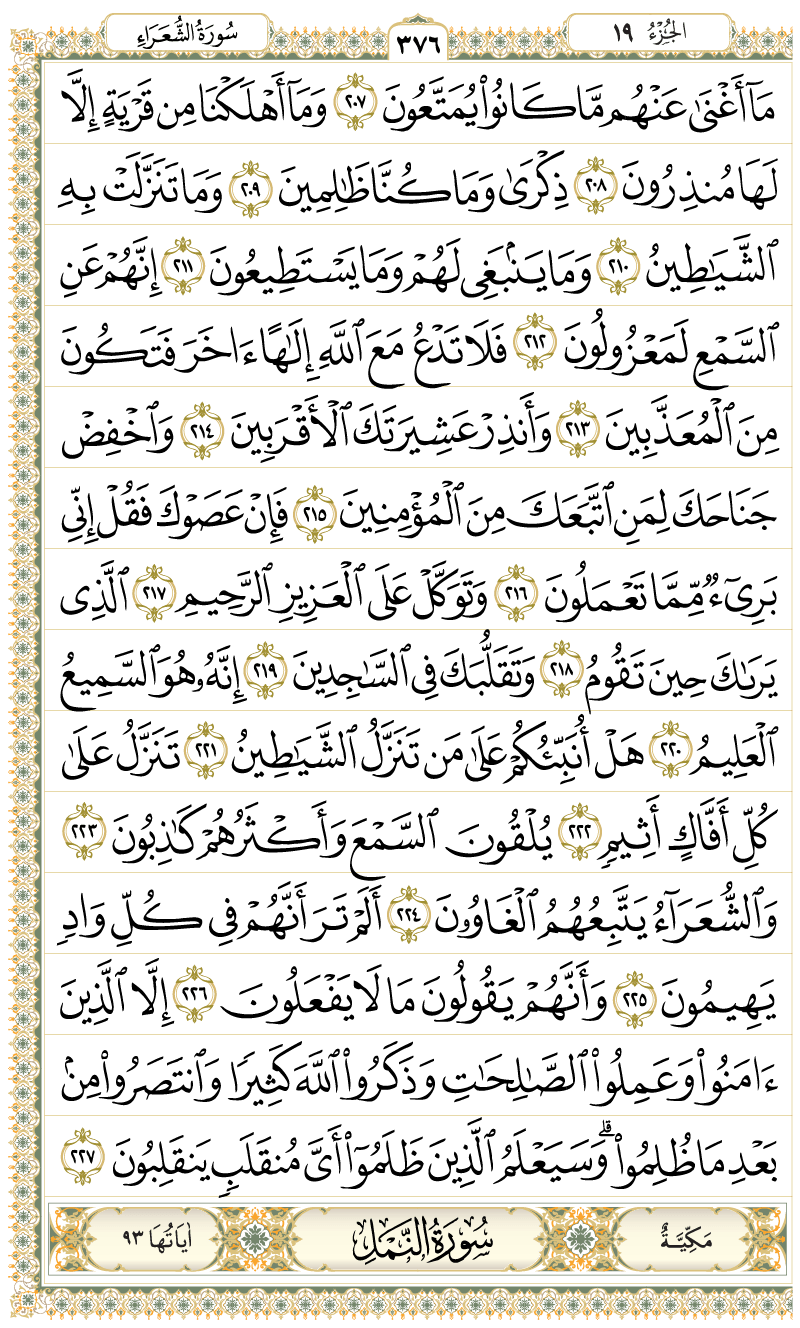 الجُزْءُ ١٩ ٣٧٦ سُورَةُ الشُّعَرَاءِ
مَآ أَغْنَىٰ عَنْهُم مَّا كَانُوا۟ يُمَتَّعُونَ ٢٠٧ وَمَآ أَهْلَكْنَا مِن قَرْيَةٍ إِلَّا
لَهَا مُنذِرُونَ ٢٠٨ ذِكْرَىٰ وَمَا كُنَّا ظَـٰلِمِينَ ٢٠٩ وَمَا تَنَزَّلَتْ بِهِ
ٱلشَّيَـٰطِينُ ٢١٠ وَمَا يَنۢبَغِى لَهُمْ وَمَا يَسْتَطِيعُونَ ٢١١ إِنَّهُمْ عَنِ
ٱلسَّمْعِ لَمَعْزُولُونَ ٢١٢ فَلَا تَدْعُ مَعَ ٱللَّهِ إِلَـٰهًا ءَاخَرَ فَتَكُونَ
مِنَ ٱلْمُعَذَّبِينَ ٢١٣ وَأَنذِرْ عَشِيرَتَكَ ٱلْأَقْرَبِينَ ٢١٤ وَٱخْفِضْ
جَنَاحَكَ لِمَنِ ٱتَّبَعَكَ مِنَ ٱلْمُؤْمِنِينَ ٢١٥ فَإِنْ عَصَوْكَ فَقُلْ إِنِّى
بَرِىٓءٌ مِّمَّا تَعْمَلُونَ ٢١٦ وَتَوَكَّلْ عَلَى ٱلْعَزِيزِ ٱلرَّحِيمِ ٢١٧ ٱلَّذِى
يَرَىٰكَ حِينَ تَقُومُ ٢١٨ وَتَقَلُّبَكَ فِى ٱلسَّـٰجِدِينَ ٢١٩ إِنَّهُۥ هُوَ ٱلسَّمِيعُ
ٱلْعَلِيمُ ٢٢٠ هَلْ أُنَبِّئُكُمْ عَلَىٰ مَن تَنَزَّلُ ٱلشَّيَـٰطِينُ ٢٢١ تَنَزَّلُ عَلَىٰ
كُلِّ أَفَّاكٍ أَثِيمٍ ٢٢٢ يُلْقُونَ ٱلسَّمْعَ وَأَكْثَرُهُمْ كَـٰذِبُونَ ٢٢٣
وَٱلشُّعَرَآءُ يَتَّبِعُهُمُ ٱلْغَاوُۥنَ ٢٢٤ أَلَمْ تَرَ أَنَّهُمْ فِى كُلِّ وَادٍ
يَهِيمُونَ ٢٢٥ وَأَنَّهُمْ يَقُولُونَ مَا لَا يَفْعَلُونَ ٢٢٦ إِلَّا ٱلَّذِينَ
ءَامَنُوا۟ وَعَمِلُوا۟ ٱلصَّـٰلِحَـٰتِ وَذَكَرُوا۟ ٱللَّهَ كَثِيرًا وَٱنتَصَرُوا۟ مِنۢ
بَعْدِ مَا ظُلِمُوا۟ ۗ وَسَيَعْلَمُ ٱلَّذِينَ ظَلَمُوٓا۟ أَىَّ مُنقَلَبٍ يَنقَلِبُونَ ٢٢٧
مَكِيَّةٌ سُورَةُ النَّمْلِ اٰيَاتُهَا ٩٣